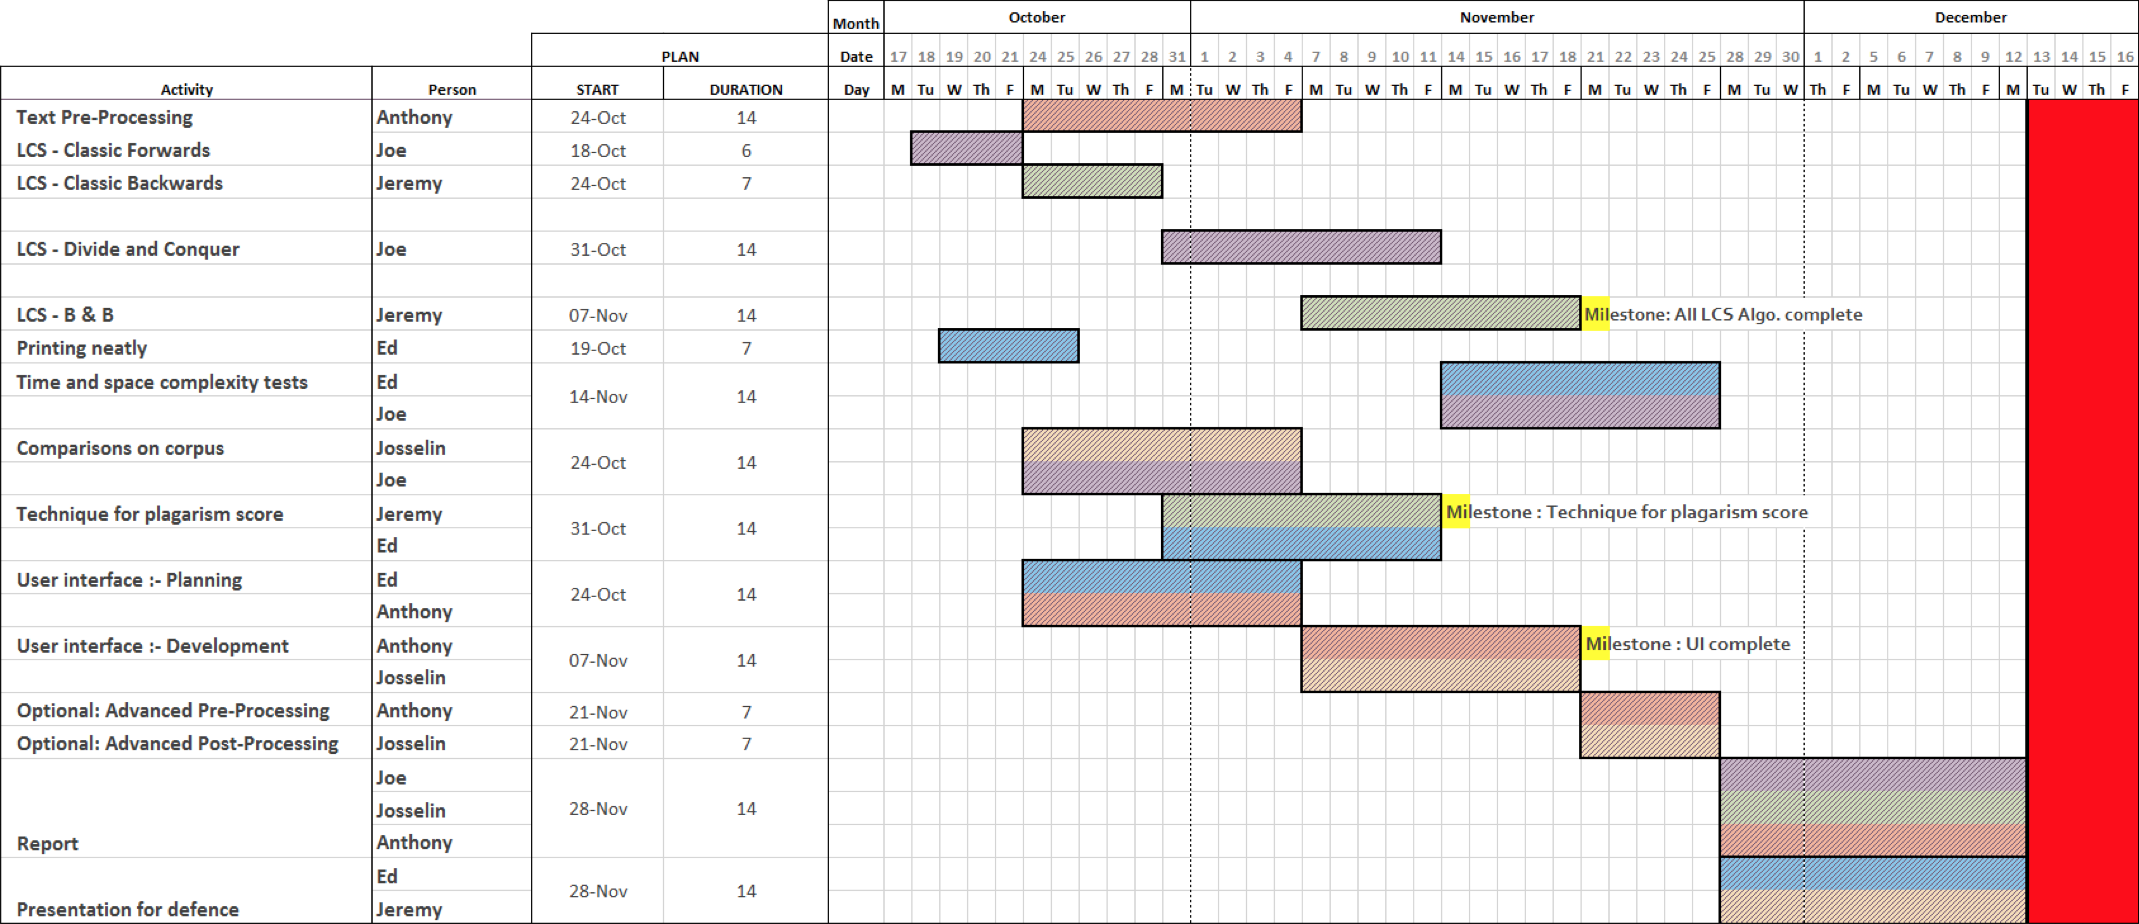 Month October November December
PLAN Date 17 18 19 20 21 24 25 26 27 28 31 1 2 3 4 7 8 9 10 11 14 15 16 17 18 21 22 23 24 25 28 29 30 1 2 5 6 7 8 9 12 13 14 15 16
Activity Person START DURATION Day M Tu W Th F M Tu W Th F M Tu W Th F M Tu W Th F M Tu W Th F M Tu W Th F M Tu W Th F M Tu W Th F M Tu W Th F
Text Pre-Processing Anthony 24-Oct 14
LCS - Classic Forwards Joe 18-Oct 6
LCS - Classic Backwards Jeremy 24-Oct 7
LCS - Divide and Conquer Joe 31-Oct 14
LCS - B & B Jeremy 07-Nov 14 Milestone: All LCS Algo. complete
Printing neatly Ed 19-Oct 7
Time and space complexity tests Ed
14-Nov 14
Joe
Comparisons on corpus Josselin
24-Oct 14
Joe
Technique for plagarism score Jeremy Milestone : Technique for plagarism score
31-Oct 14
Ed
User interface :- Planning Ed
24-Oct 14
Anthony
User interface :- Development Anthony Milestone : UI complete
07-Nov 14
Josselin
Optional: Advanced Pre-Processing Anthony 21-Nov 7
Optional: Advanced Post-Processing Josselin 21-Nov 7
Joe
Josselin 28-Nov 14
Report Anthony
Ed
28-Nov 14
Presentation for defence Jeremy